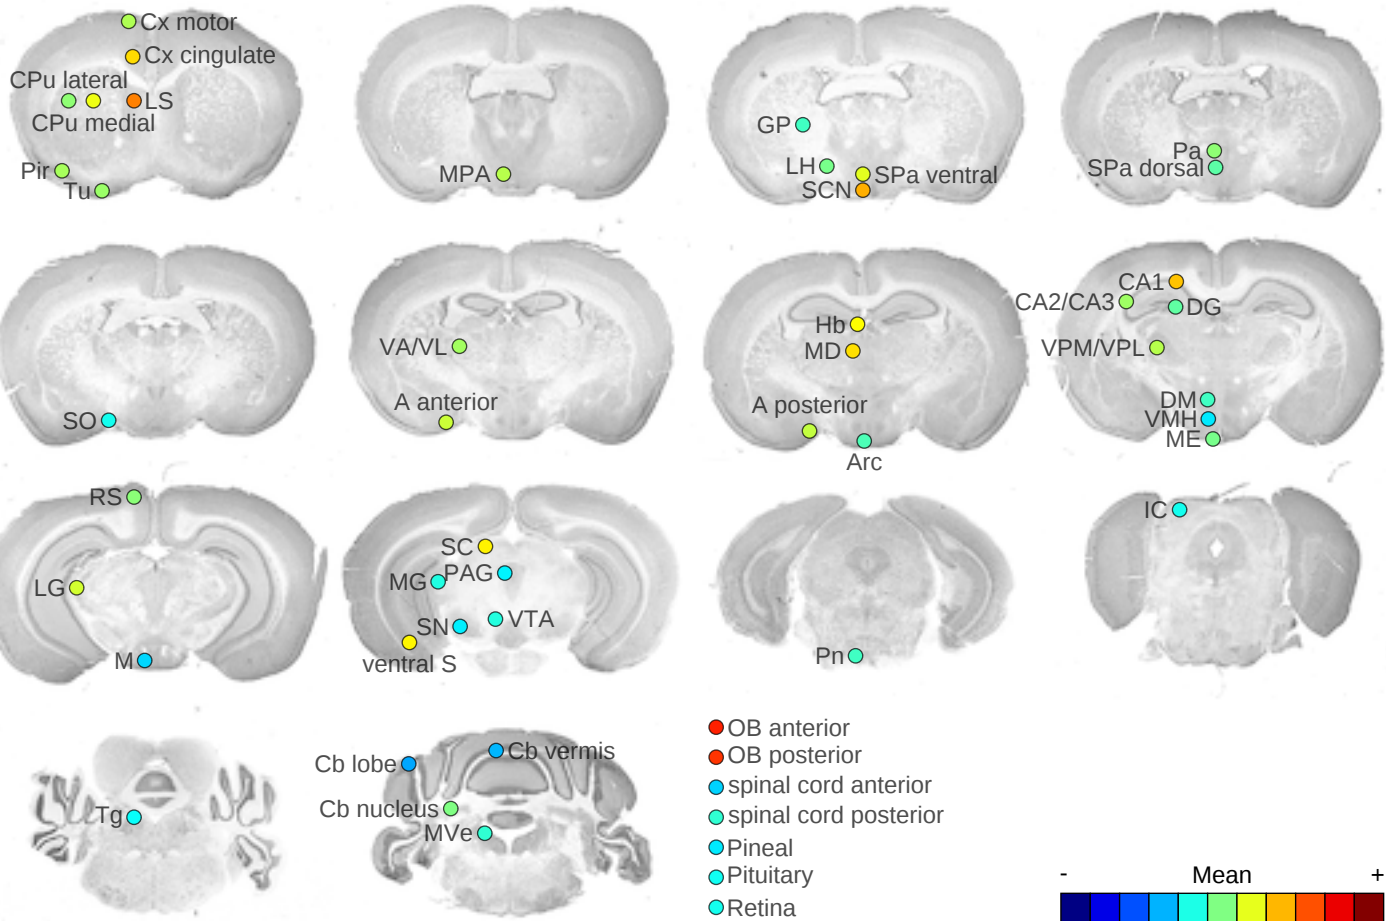 Cx motor
Cx cingulate
CPu lateral
LS
CPu medial
Pir
Tu
MPA
GP
LH
SPa ventral
SCN
Pa
SPa dorsal
SO
VA/VL
A anterior
Hb
MD
A posterior
Arc
CA1
CA2/CA3
DG
VPM/VPL
DM
VMH
ME
RS
LG
M
SC
MG
PAG
SN
VTA
ventral S
Pn
IC
Tg
Cb lobe
Cb vermis
Cb nucleus
MVe
OB anterior
OB posterior
spinal cord anterior
spinal cord posterior
Pineal
Pituitary
Retina
- Mean +